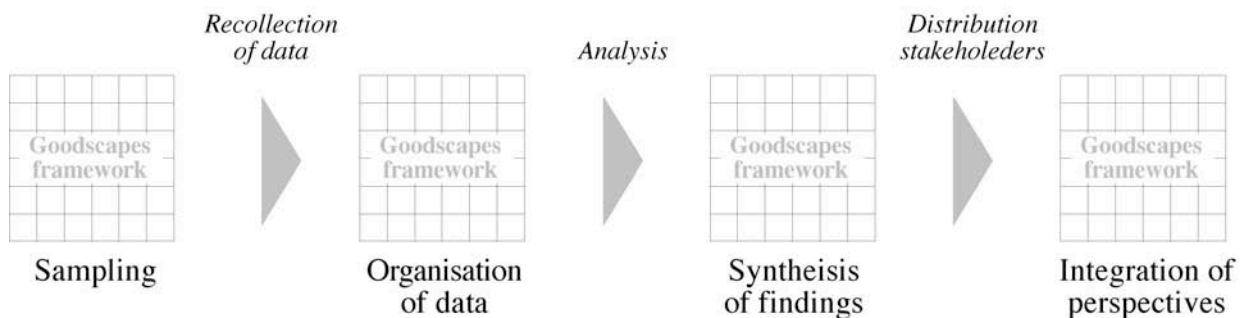 Recollection
of data
Analysis
Distribution
stakeholeders
Goodscapes
framework
Goodscapes
framework
Goodscapes
framework
Goodscapes
framework
Sampling
Organisation
of data
Syntheisis
of findings
Integration of
perspectives